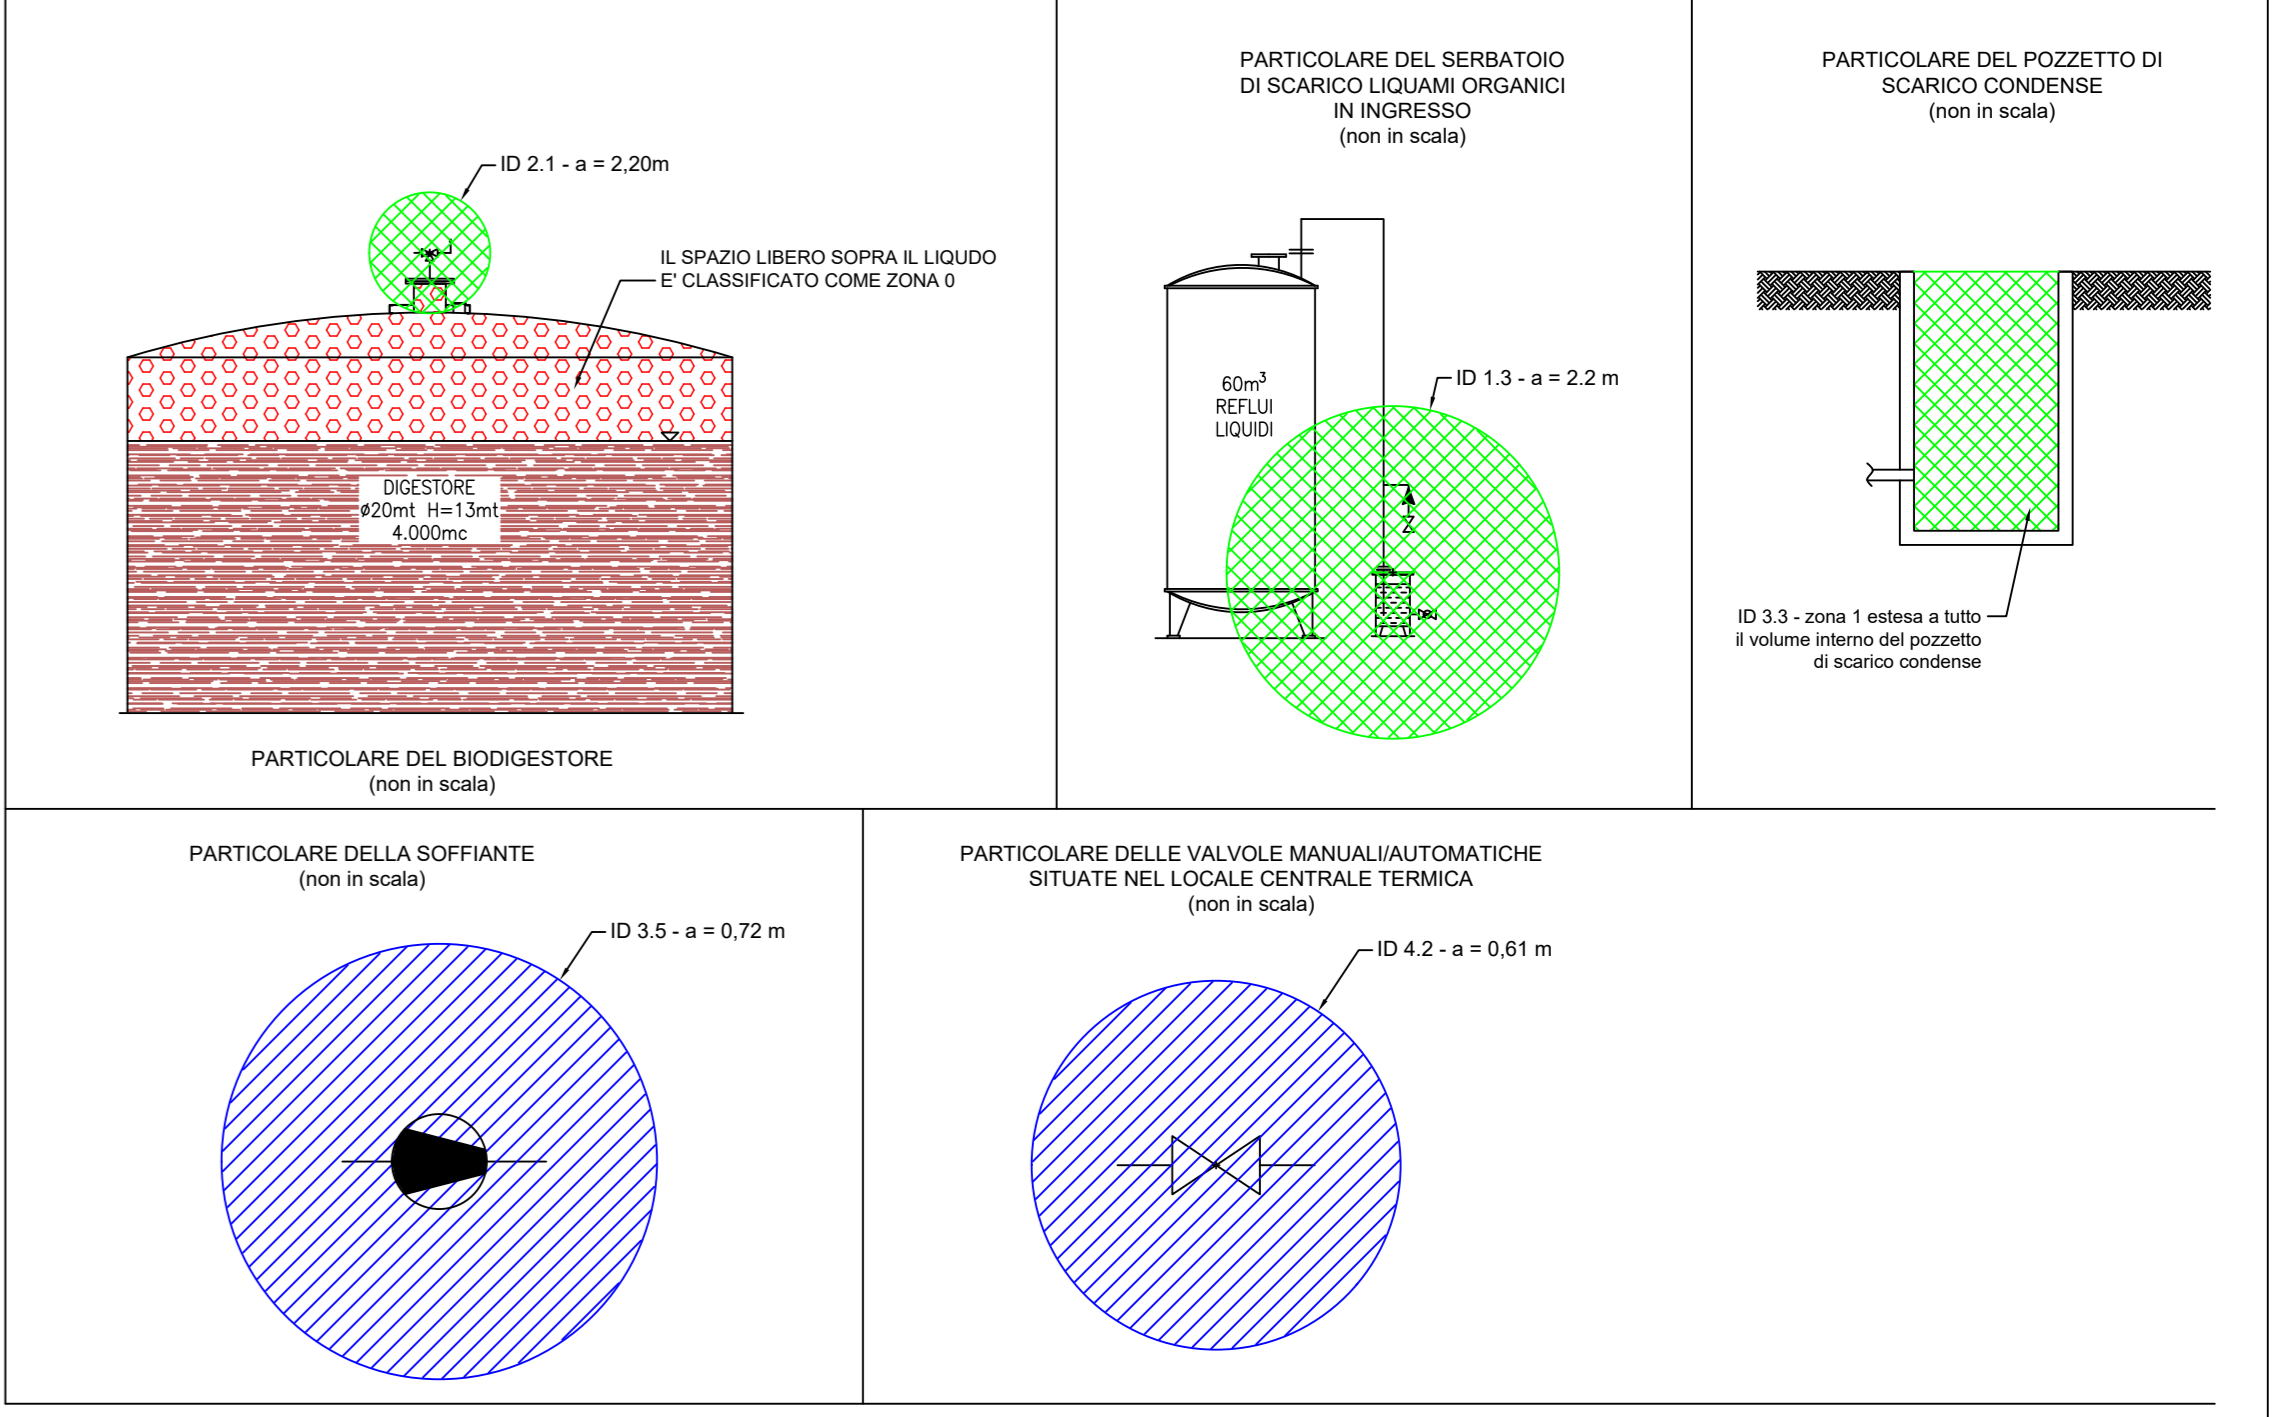 ID 2.1 - a = 2,20m
IL SPAZIO LIBERO SOPRA IL LIQUDO
E' CLASSIFICATO COME ZONA 0
DIGESTORE
ø20mt H=13mt
4.000mc
PARTICOLARE DEL BIODIGESTORE
(non in scala)
PARTICOLARE DEL SERBATOIO
DI SCARICO LIQUAMI ORGANICI
IN INGRESSO
(non in scala)
60m³
REFLUI
LIQUIDI
ID 1.3 - a = 2.2 m
PARTICOLARE DEL POZZETTO DI
SCARICO CONDENSE
(non in scala)
ID 3.3 - zona 1 estesa a tutto
il volume interno del pozzetto
di scarico condense
PARTICOLARE DELLA SOFFIANTE
(non in scala)
ID 3.5 - a = 0,72 m
PARTICOLARE DELLE VALVOLE MANUALI/AUTOMATICHE
SITUATE NEL LOCALE CENTRALE TERMICA
(non in scala)
ID 4.2 - a = 0,61 m